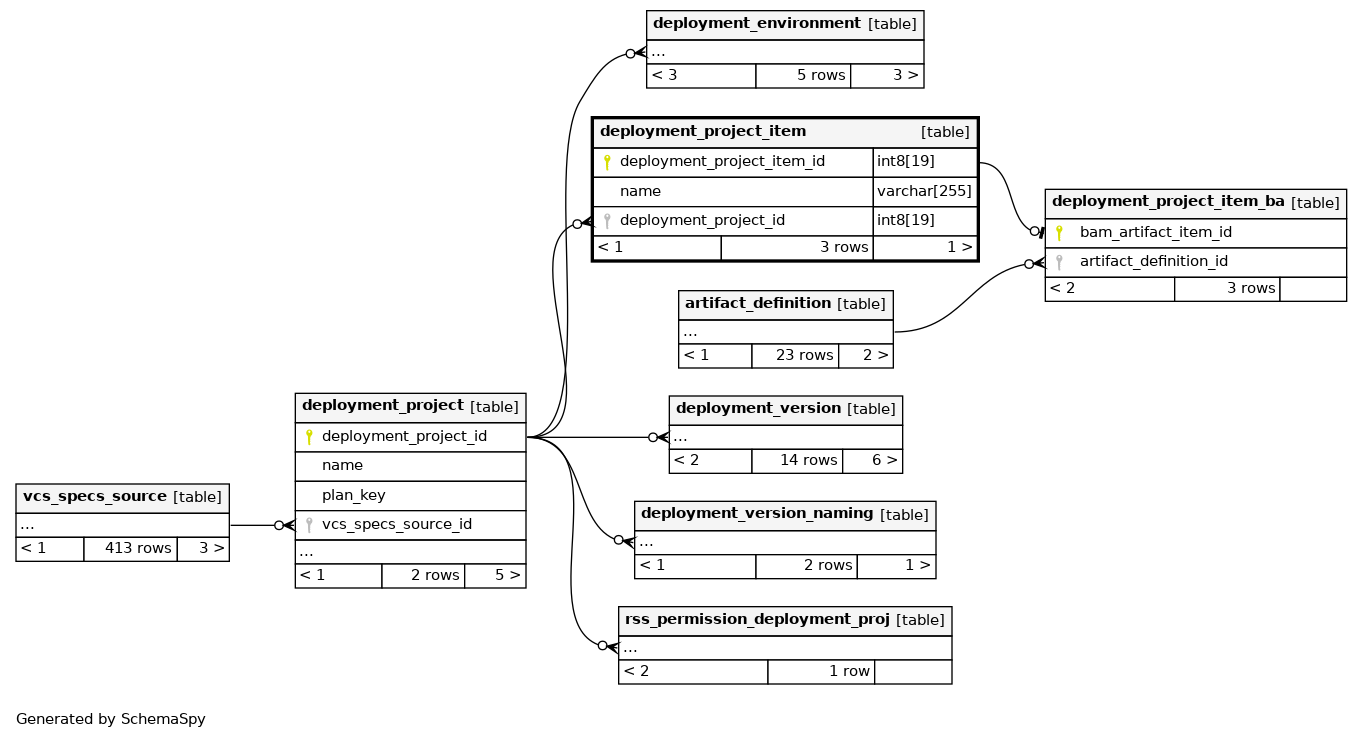 deployment_environment [table]
...
< 3 5 rows 3 >
deployment_project_item [table]
deployment_project_item_id int8[19]
name varchar[255]
deployment_project_id int8[19]
< 1 3 rows 1 >
deployment_project_item_ba [table]
bam_artifact_item_id
artifact_definition_id
< 2 3 rows
artifact_definition [table]
...
< 1 23 rows 2 >
deployment_project [table]
deployment_project_id
name
plan_key
vcs_specs_source_id
...
< 1 2 rows 5 >
deployment_version [table]
...
< 2 14 rows 6 >
vcs_specs_source [table]
...
< 1 413 rows 3 >
deployment_version_naming [table]
...
< 1 2 rows 1 >
rss_permission_deployment_proj [table]
...
< 2 1 row
Generated by SchemaSpy